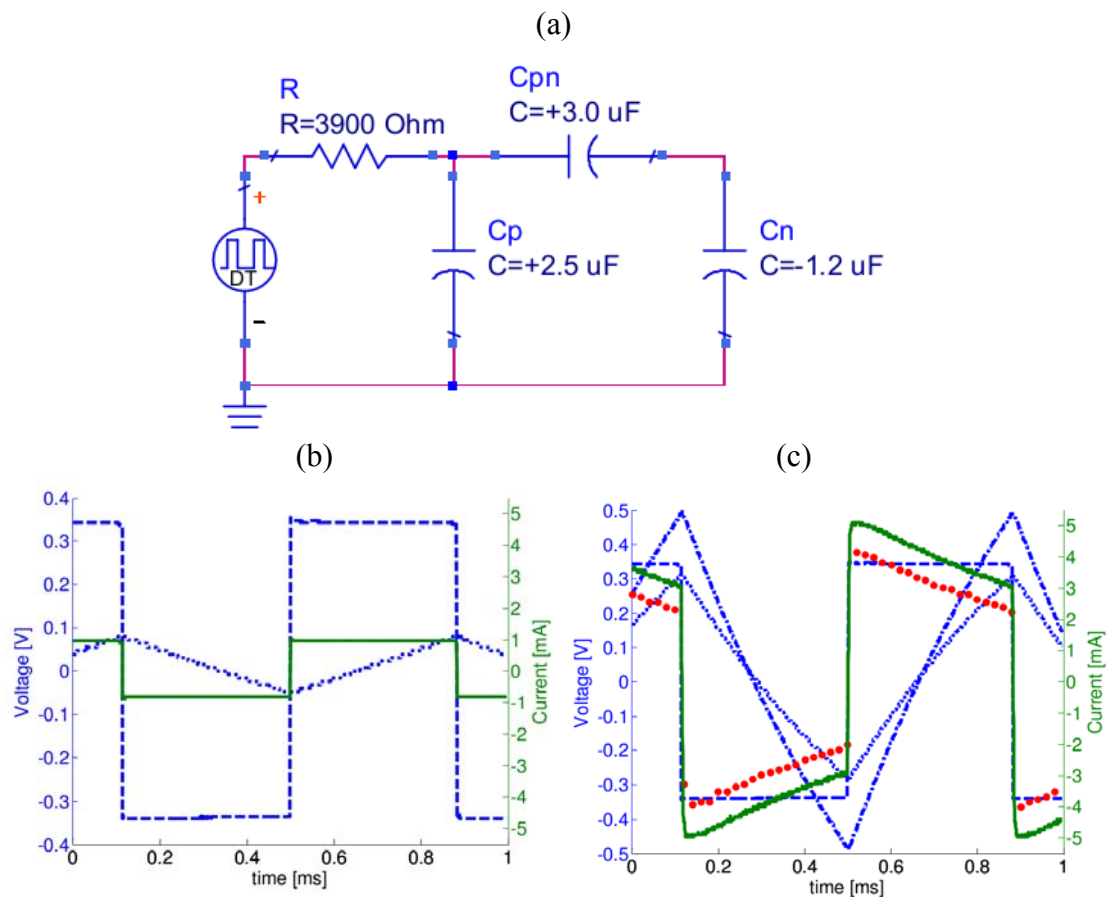 (a)
Cpn
C=+3.0 uF
R
R=3900 Ohm
+
Cp
C=+2.5 uF
Cn
C=-1.2 uF
DT
-
(b)
(c)
0.4
0.3
0.2
0.1
0
-0.1
-0.2
-0.3
-0.4
Voltage [V]
5
4
3
2
1
0
-1
-2
-3
-4
-5
Current [mA]
0 0.2 0.4 0.6 0.8 1
time [ms]
0.5
0.4
0.3
0.2
0.1
0
-0.1
-0.2
-0.3
-0.4
-0.5
Voltage [V]
5
4
3
2
1
0
-1
-2
-3
-4
-5
Current [mA]
0 0.2 0.4 0.6 0.8 1
time [ms]